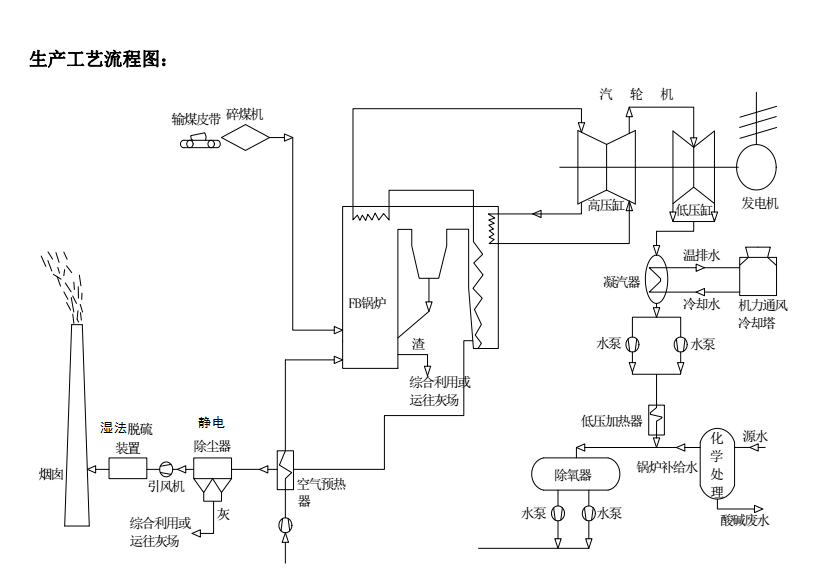 生产工艺流程图：
汽轮机
输煤皮带
碎煤机
高压缸
低压缸
发电机
温排水
凝汽器
冷却水
机力通风
冷却塔
FB锅炉
渣
水泵
水泵
综合利用或
运往灰场
低压加热器
湿法脱硫
装置
静电
除尘器
化学处理
源水
锅炉补给水
烟囱
引风机
空气预热
器
除氧器
灰
综合利用或
运往灰场
水泵
水泵
酸碱废水